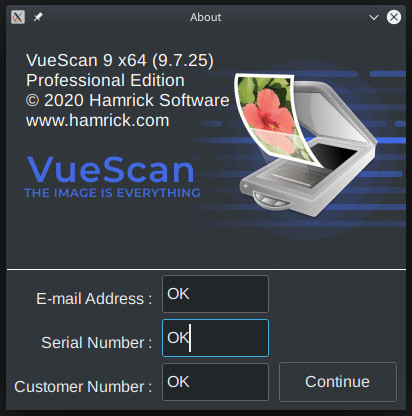 About
VueScan 9 x64 (9.7.25)
Professional Edition
© 2020 Hamrick Software
www.hamrick.com
VueScan
THE IMAGE IS EVERYTHING
E-mail Address : OK
Serial Number : OK
Customer Number : OK
Continue